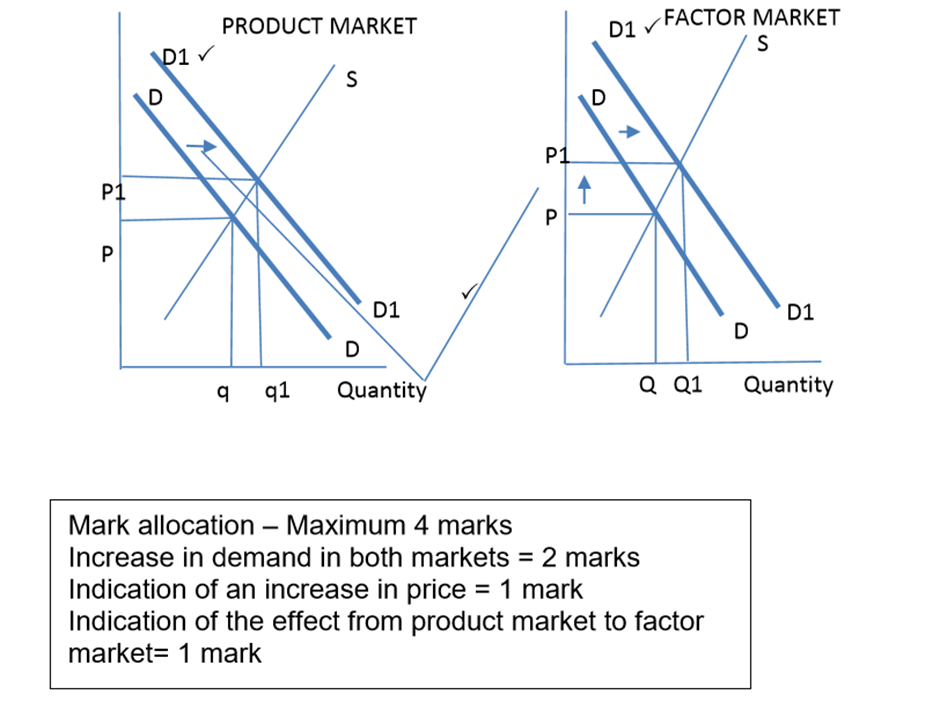 PRODUCT MARKET
D1 ✓
D
S
P1
P
D1
D
q q1 Quantity
✓
FACTOR MARKET
D1 ✓
S
D
P1
P
D1
D
Q Q1 Quantity
Mark allocation – Maximum 4 marks
Increase in demand in both markets = 2 marks
Indication of an increase in price = 1 mark
Indication of the effect from product market to factor
market= 1 mark